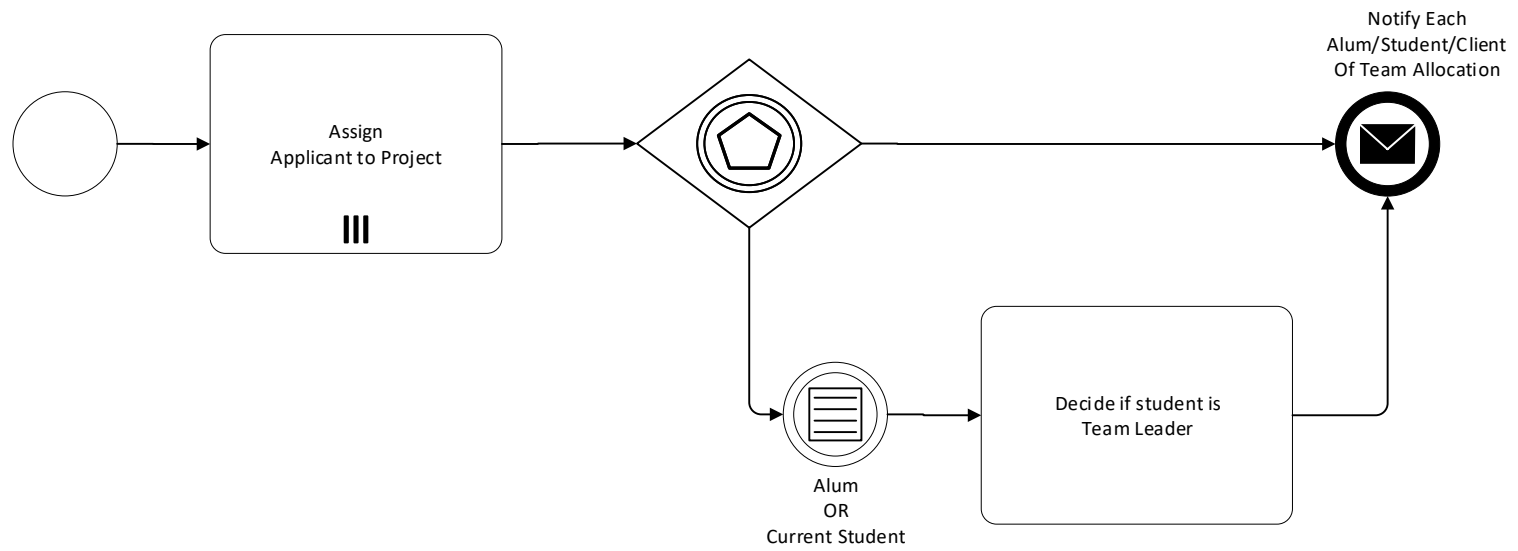 Notify Each
Alum/Student/Client
Of Team Allocation
Assign
Applicant to Project
Decide if student is
Team Leader
Alum
OR
Current Student